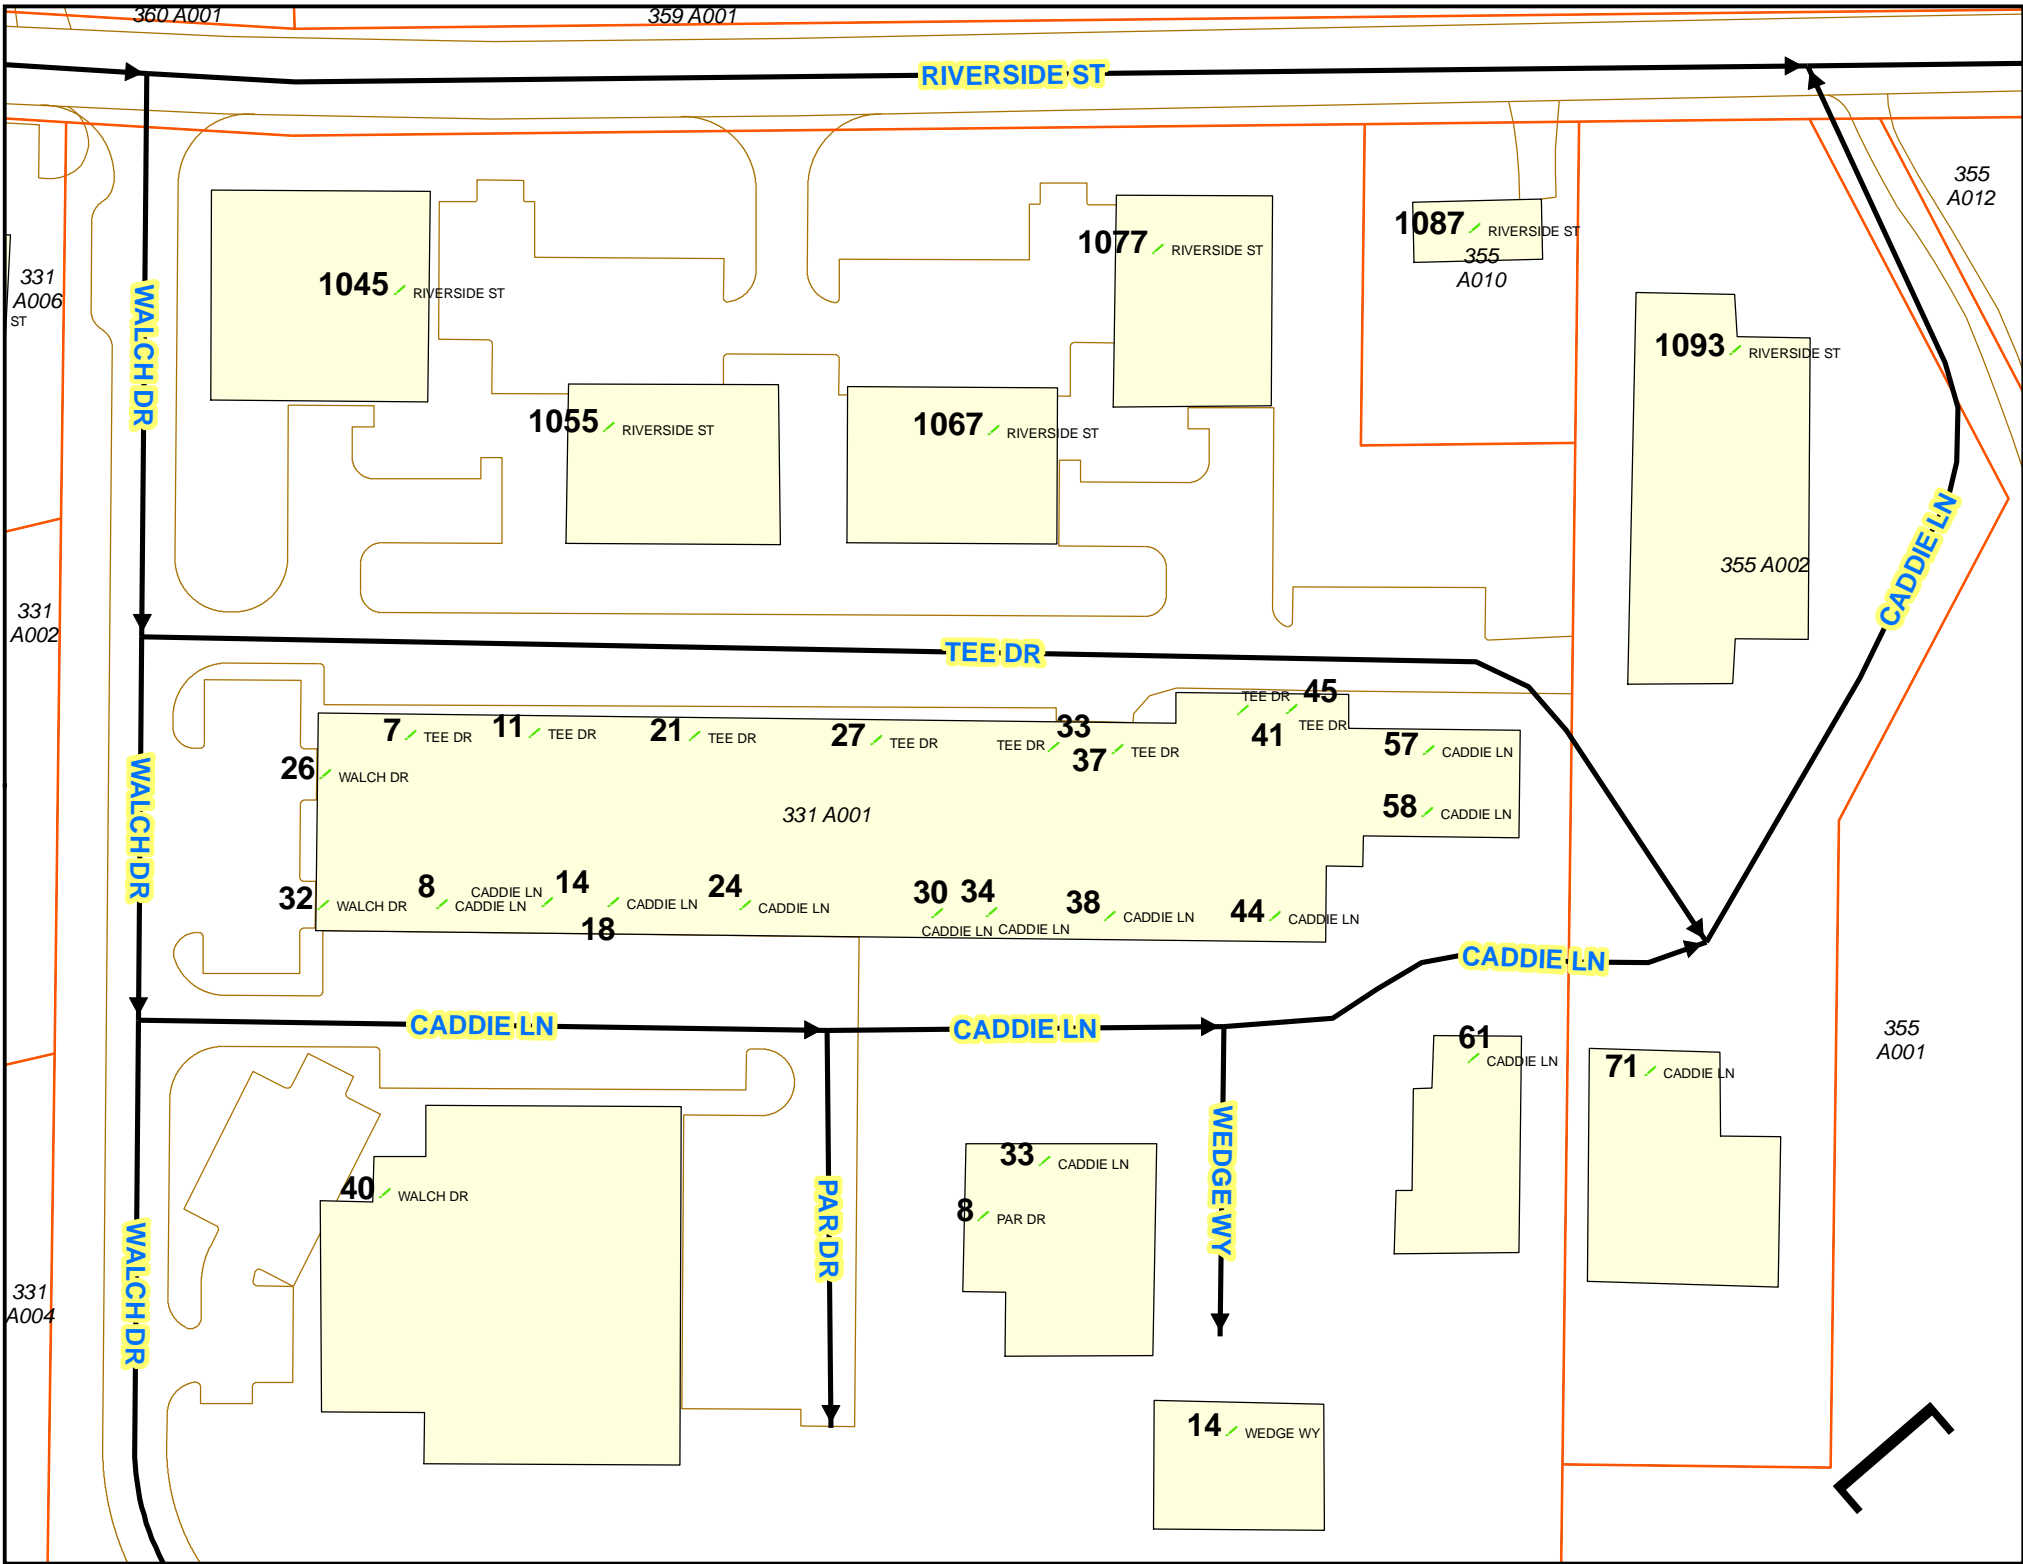 360 A001
359 A001
RIVERSIDE ST
355
A012
1087 RIVERSIDE ST
355
A010
1077 RIVERSIDE ST
1045 RIVERSIDE ST
331
A006
ST
WALCH DR
1093 RIVERSIDE ST
1055 RIVERSIDE ST
1067 RIVERSIDE ST
CADDIE LN
355 A002
331
A002
TEE DR
7 TEE DR
11 TEE DR
21 TEE DR
27 TEE DR
33
TEE DR
37 TEE DR
TEE DR
41
45
TEE DR
57 CADDIE LN
26 WALCH DR
58 CADDIE LN
331 A001
WALCH DR
32 WALCH DR
8 CADDIE LN
CADDIE LN 14
18 CADDIE LN
24 CADDIE LN
30
CADDIE LN
34
CADDIE LN
38 CADDIE LN
44 CADDIE LN
CADDIE LN
CADDIE LN
CADDIE LN
61
CADDIE LN
71 CADDIE LN
355
A001
33 CADDIE LN
8 PAR DR
40 WALCH DR
PAR DR
WEDGE WY
WALCH DR
331
A004
14 WEDGE WY